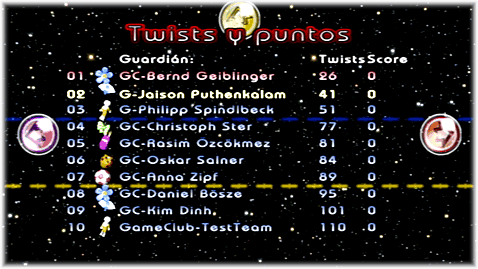 Twists y puntos
Guardián: Twists Score
01 GC-Bernd Geiblinger 26 0
02 G-Jaison Puthenkalam 41 0
03 G-Philipp Spindlbeck 51 0
04 GC-Christoph Ster 77 0
05 GC-Rasim Özcökmez 81 0
06 GC-Oskar Salner 84 0
07 GC-Anna Zipf 89 0
08 GC-Daniel Bösze 95 0
09 GC-Kim Dinh 101 0
10 GameClub-TestTeam 110 0